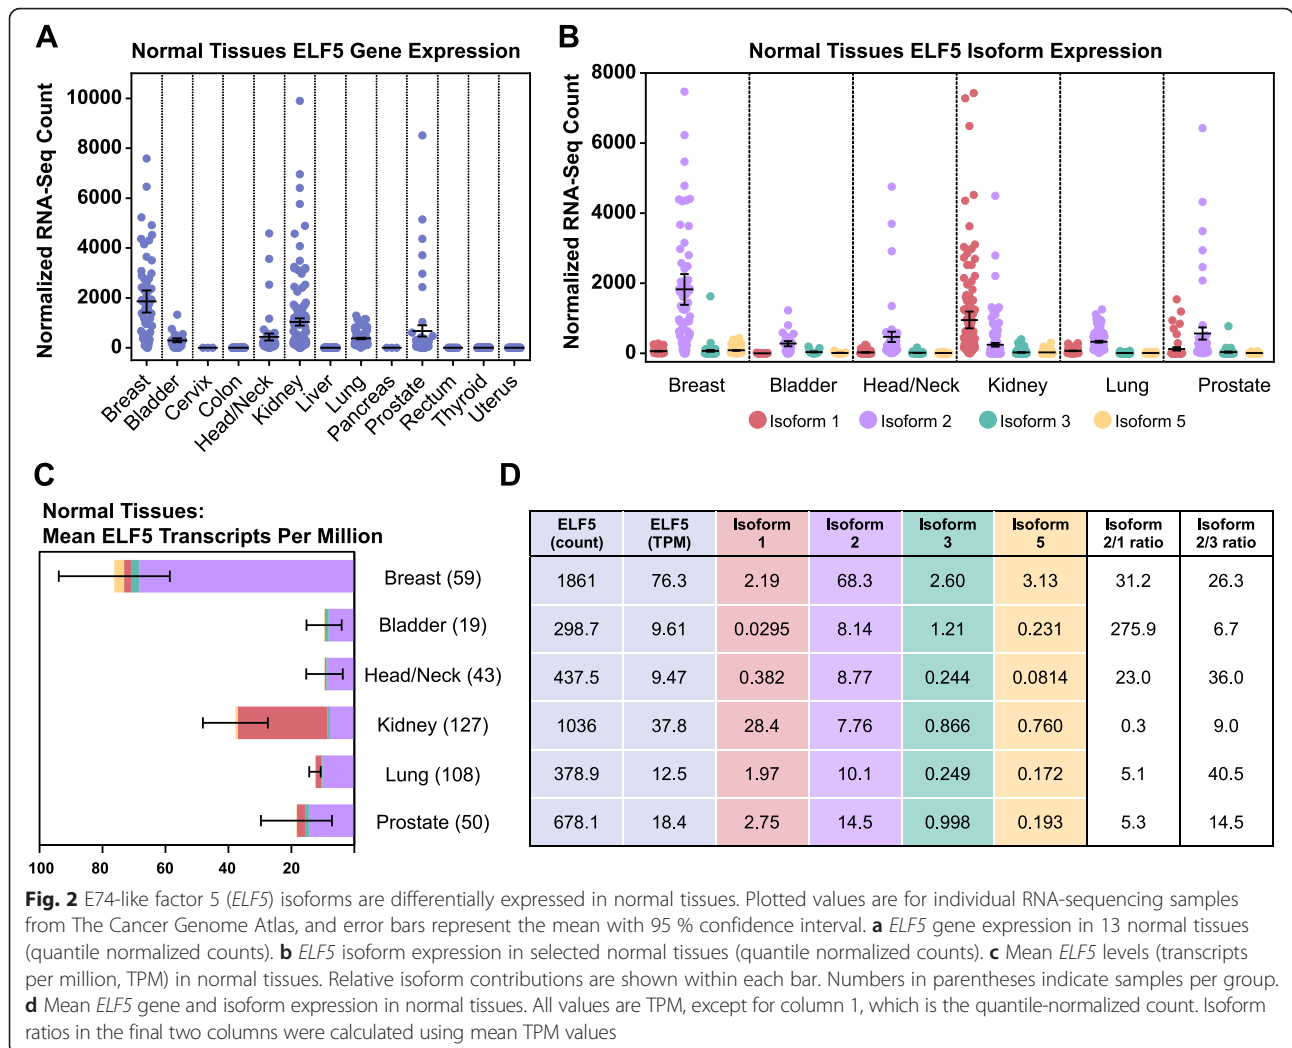 A
Normal Tissues ELF5 Gene Expression
Normalized RNA-Seq Count
10000
8000
6000
4000
2000
0
Breast
Bladder
Cervix
Colon
Head/Neck
Kidney
Liver
Lung
Pancreas
Prostate
Rectum
Thyroid
Uterus
B
Normal Tissues ELF5 Isoform Expression
Normalized RNA-Seq Count
8000
6000
4000
2000
0
Breast Bladder Head/Neck Kidney Lung Prostate
Isoform 1 Isoform 2 Isoform 3 Isoform 5
C
Normal Tissues:
Mean ELF5 Transcripts Per Million
Breast (59)
Bladder (19)
Head/Neck (43)
Kidney (127)
Lung (108)
Prostate (50)
100 80 60 40 20
D
ELF5 (count) ELF5 (TPM) Isoform 1 Isoform 2 Isoform 3 Isoform 5 Isoform 2/1 ratio Isoform 2/3 ratio
1861 76.3 2.19 68.3 2.60 3.13 31.2 26.3
298.7 9.61 0.0295 8.14 1.21 0.231 275.9 6.7
437.5 9.47 0.382 8.77 0.244 0.0814 23.0 36.0
1036 37.8 28.4 7.76 0.866 0.760 0.3 9.0
378.9 12.5 1.97 10.1 0.249 0.172 5.1 40.5
678.1 18.4 2.75 14.5 0.998 0.193 5.3 14.5
Fig. 2 E74-like factor 5 (ELF5) isoforms are differentially expressed in normal tissues. Plotted values are for individual RNA-sequencing samples
from The Cancer Genome Atlas, and error bars represent the mean with 95 % confidence interval. a ELF5 gene expression in 13 normal tissues
(quantile normalized counts). b ELF5 isoform expression in selected normal tissues (quantile normalized counts). c Mean ELF5 levels (transcripts
per million, TPM) in normal tissues. Relative isoform contributions are shown within each bar. Numbers in parentheses indicate samples per group.
d Mean ELF5 gene and isoform expression in normal tissues. All values are TPM, except for column 1, which is the quantile-normalized count. Isoform
ratios in the final two columns were calculated using mean TPM values